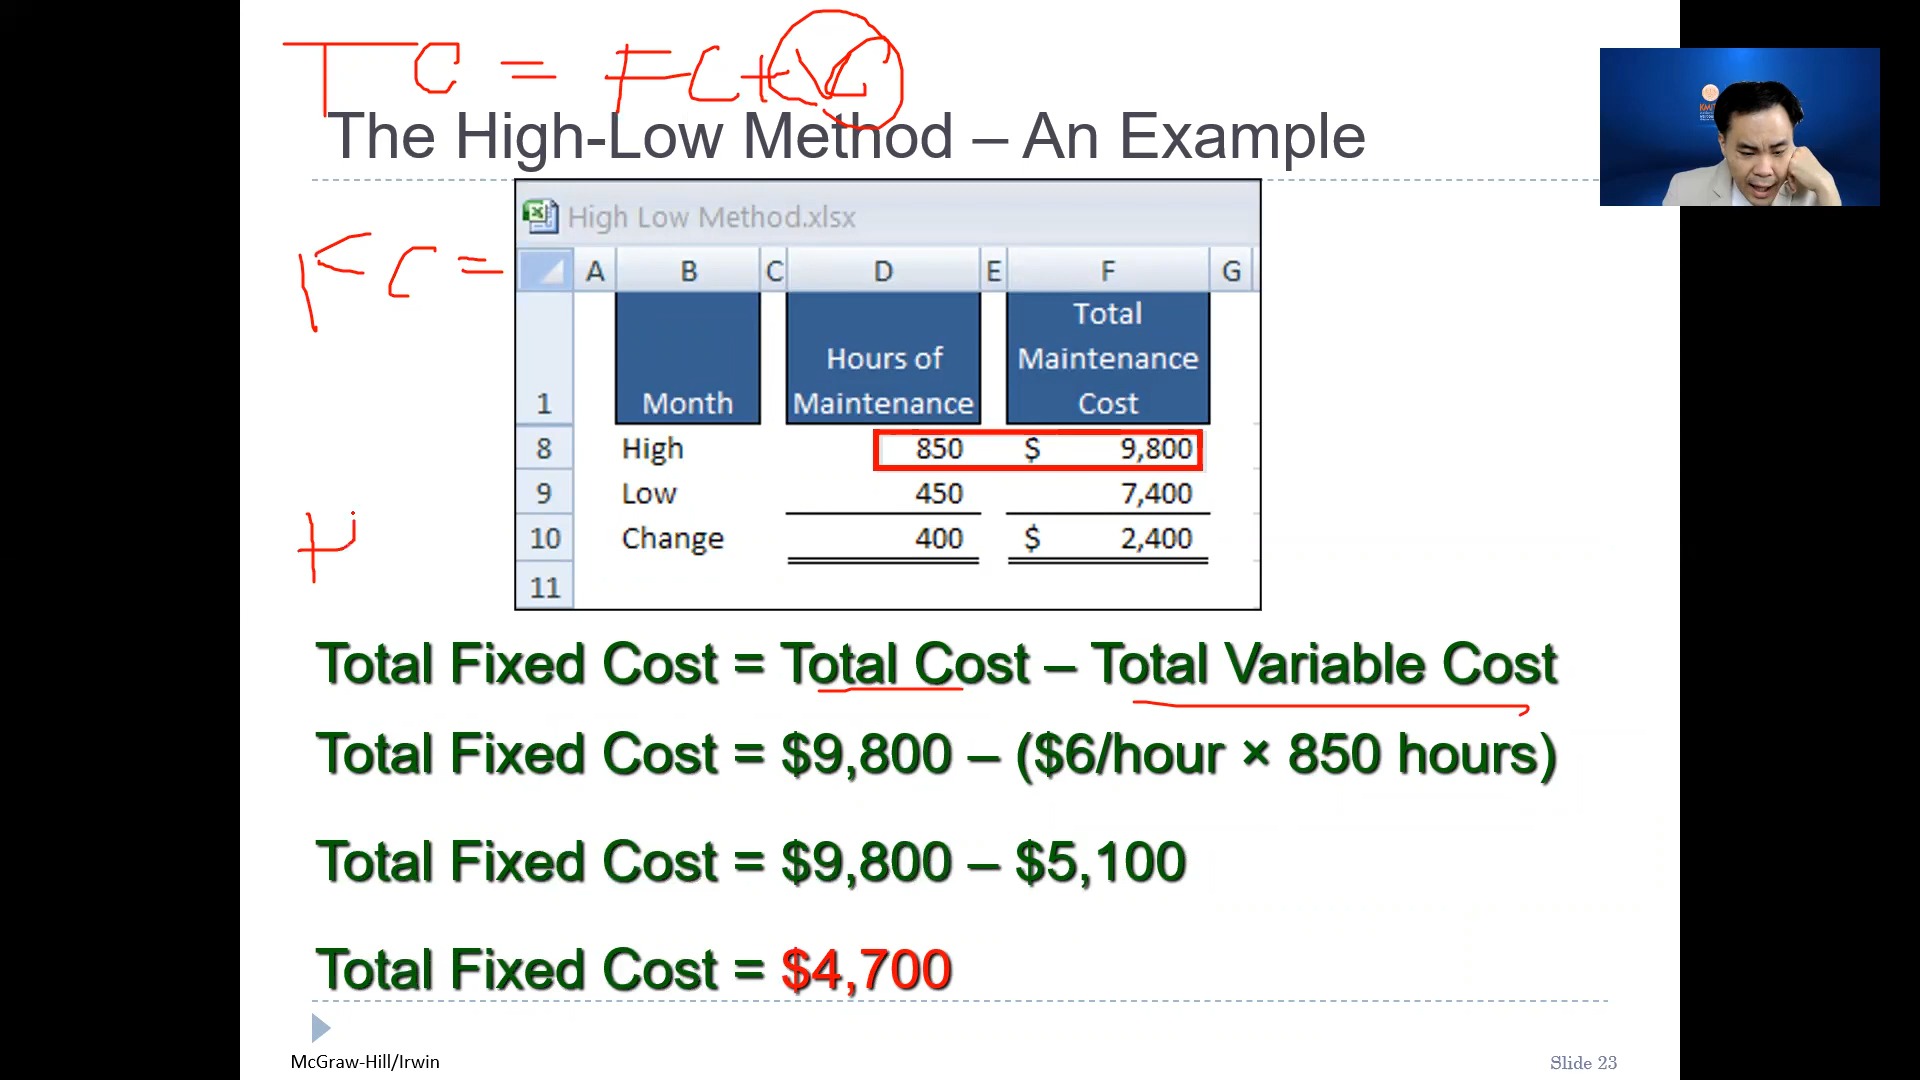 TC = FC + VC
The High-Low Method – An Example
FC =
High Low Method.xlsx
A B C D E F G
1 Month Hours of Maintenance Total Maintenance Cost
8 High 850 $ 9,800
9 Low 450 7,400
10 Change 400 $ 2,400
11
Total Fixed Cost = Total Cost – Total Variable Cost
Total Fixed Cost = $9,800 – ($6/hour × 850 hours)
Total Fixed Cost = $9,800 – $5,100
Total Fixed Cost = $4,700
McGraw-Hill/Irwin
Slide 23